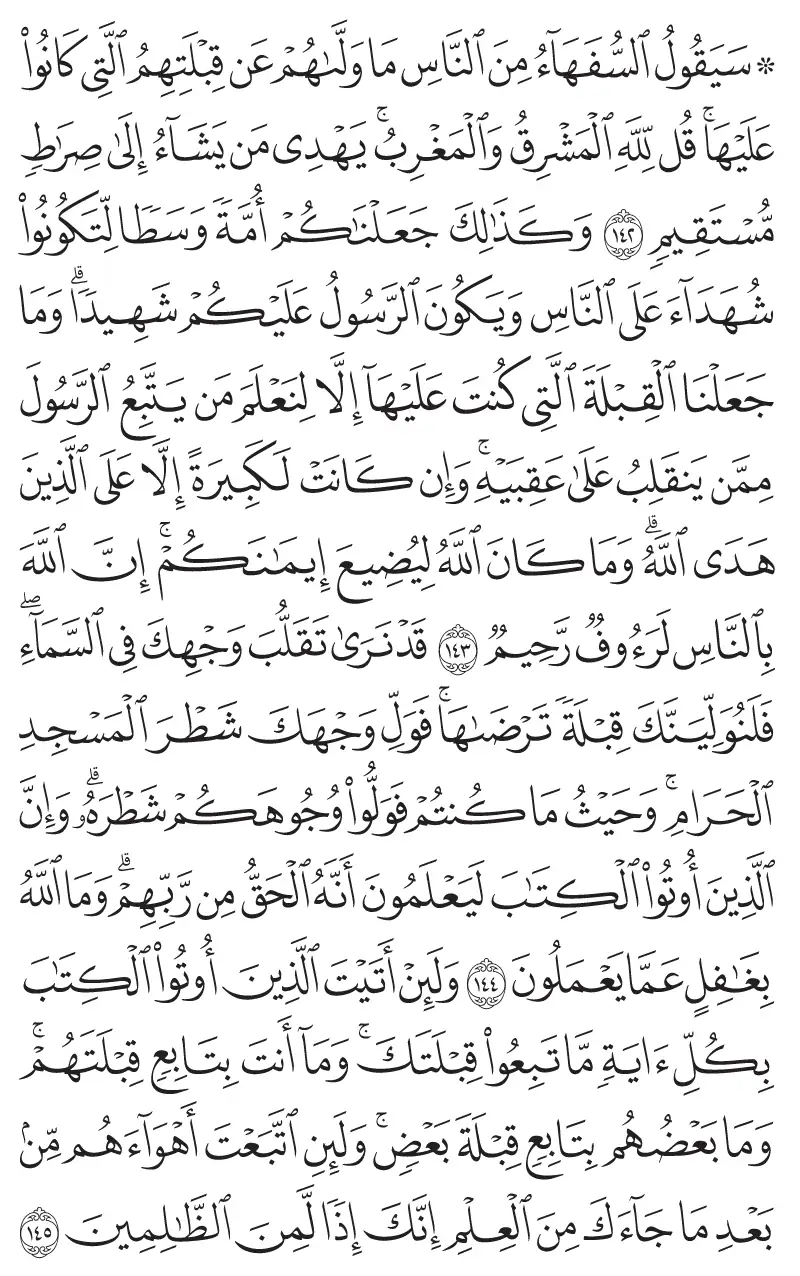 ۞ سَيَقُولُ ٱلسُّفَهَآءُ مِنَ ٱلنَّاسِ مَا وَلَّىٰهُمۡ عَن قِبۡلَتِهِمُ ٱلَّتِي كَانُواْ
عَلَيۡهَاۚ قُل لِّلَّهِ ٱلۡمَشۡرِقُ وَٱلۡمَغۡرِبُۚ يَهۡدِي مَن يَشَآءُ إِلَىٰ صِرَٰطٖ
مُّسۡتَقِيمٖ ١٤٢ وَكَذَٰلِكَ جَعَلۡنَٰكُمۡ أُمَّةٗ وَسَطٗا لِّتَكُونُواْ
شُهَدَآءَ عَلَى ٱلنَّاسِ وَيَكُونَ ٱلرَّسُولُ عَلَيۡكُمۡ شَهِيدٗاۗ وَمَا
جَعَلۡنَا ٱلۡقِبۡلَةَ ٱلَّتِي كُنتَ عَلَيۡهَآ إِلَّا لِنَعۡلَمَ مَن يَتَّبِعُ ٱلرَّسُولَ
مِمَّن يَنقَلِبُ عَلَىٰ عَقِبَيۡهِۚ وَإِن كَانَتۡ لَكَبِيرَةً إِلَّا عَلَى ٱلَّذِينَ
هَدَى ٱللَّهُۗ وَمَا كَانَ ٱللَّهُ لِيُضِيعَ إِيمَٰنَكُمۡۚ إِنَّ ٱللَّهَ
بِٱلنَّاسِ لَرَءُوفٞ رَّحِيمٞ ١٤٣ قَدۡ نَرَىٰ تَقَلُّبَ وَجۡهِكَ فِي ٱلسَّمَآءِۖ
فَلَنُوَلِّيَنَّكَ قِبۡلَةٗ تَرۡضَىٰهَاۚ فَوَلِّ وَجۡهَكَ شَطۡرَ ٱلۡمَسۡجِدِ
ٱلۡحَرَامِۚ وَحَيۡثُ مَا كُنتُمۡ فَوَلُّواْ وُجُوهَكُمۡ شَطۡرَهُۥۗ وَإِنَّ
ٱلَّذِينَ أُوتُواْ ٱلۡكِتَٰبَ لَيَعۡلَمُونَ أَنَّهُ ٱلۡحَقُّ مِن رَّبِّهِمۡۗ وَمَا ٱللَّهُ
بِغَٰفِلٍ عَمَّا يَعۡمَلُونَ ١٤٤ وَلَئِنۡ أَتَيۡتَ ٱلَّذِينَ أُوتُواْ ٱلۡكِتَٰبَ
بِكُلِّ ءَايَةٖ مَّا تَبِعُواْ قِبۡلَتَكَۚ وَمَآ أَنتَ بِتَابِعٖ قِبۡلَتَهُمۡۚ
وَمَا بَعۡضُهُم بِتَابِعٖ قِبۡلَةَ بَعۡضٖۚ وَلَئِنِ ٱتَّبَعۡتَ أَهۡوَآءَهُم مِّنۢ
بَعۡدِ مَا جَآءَكَ مِنَ ٱلۡعِلۡمِ إِنَّكَ إِذٗا لَّمِنَ ٱلظَّٰلِمِينَ ١٤٥